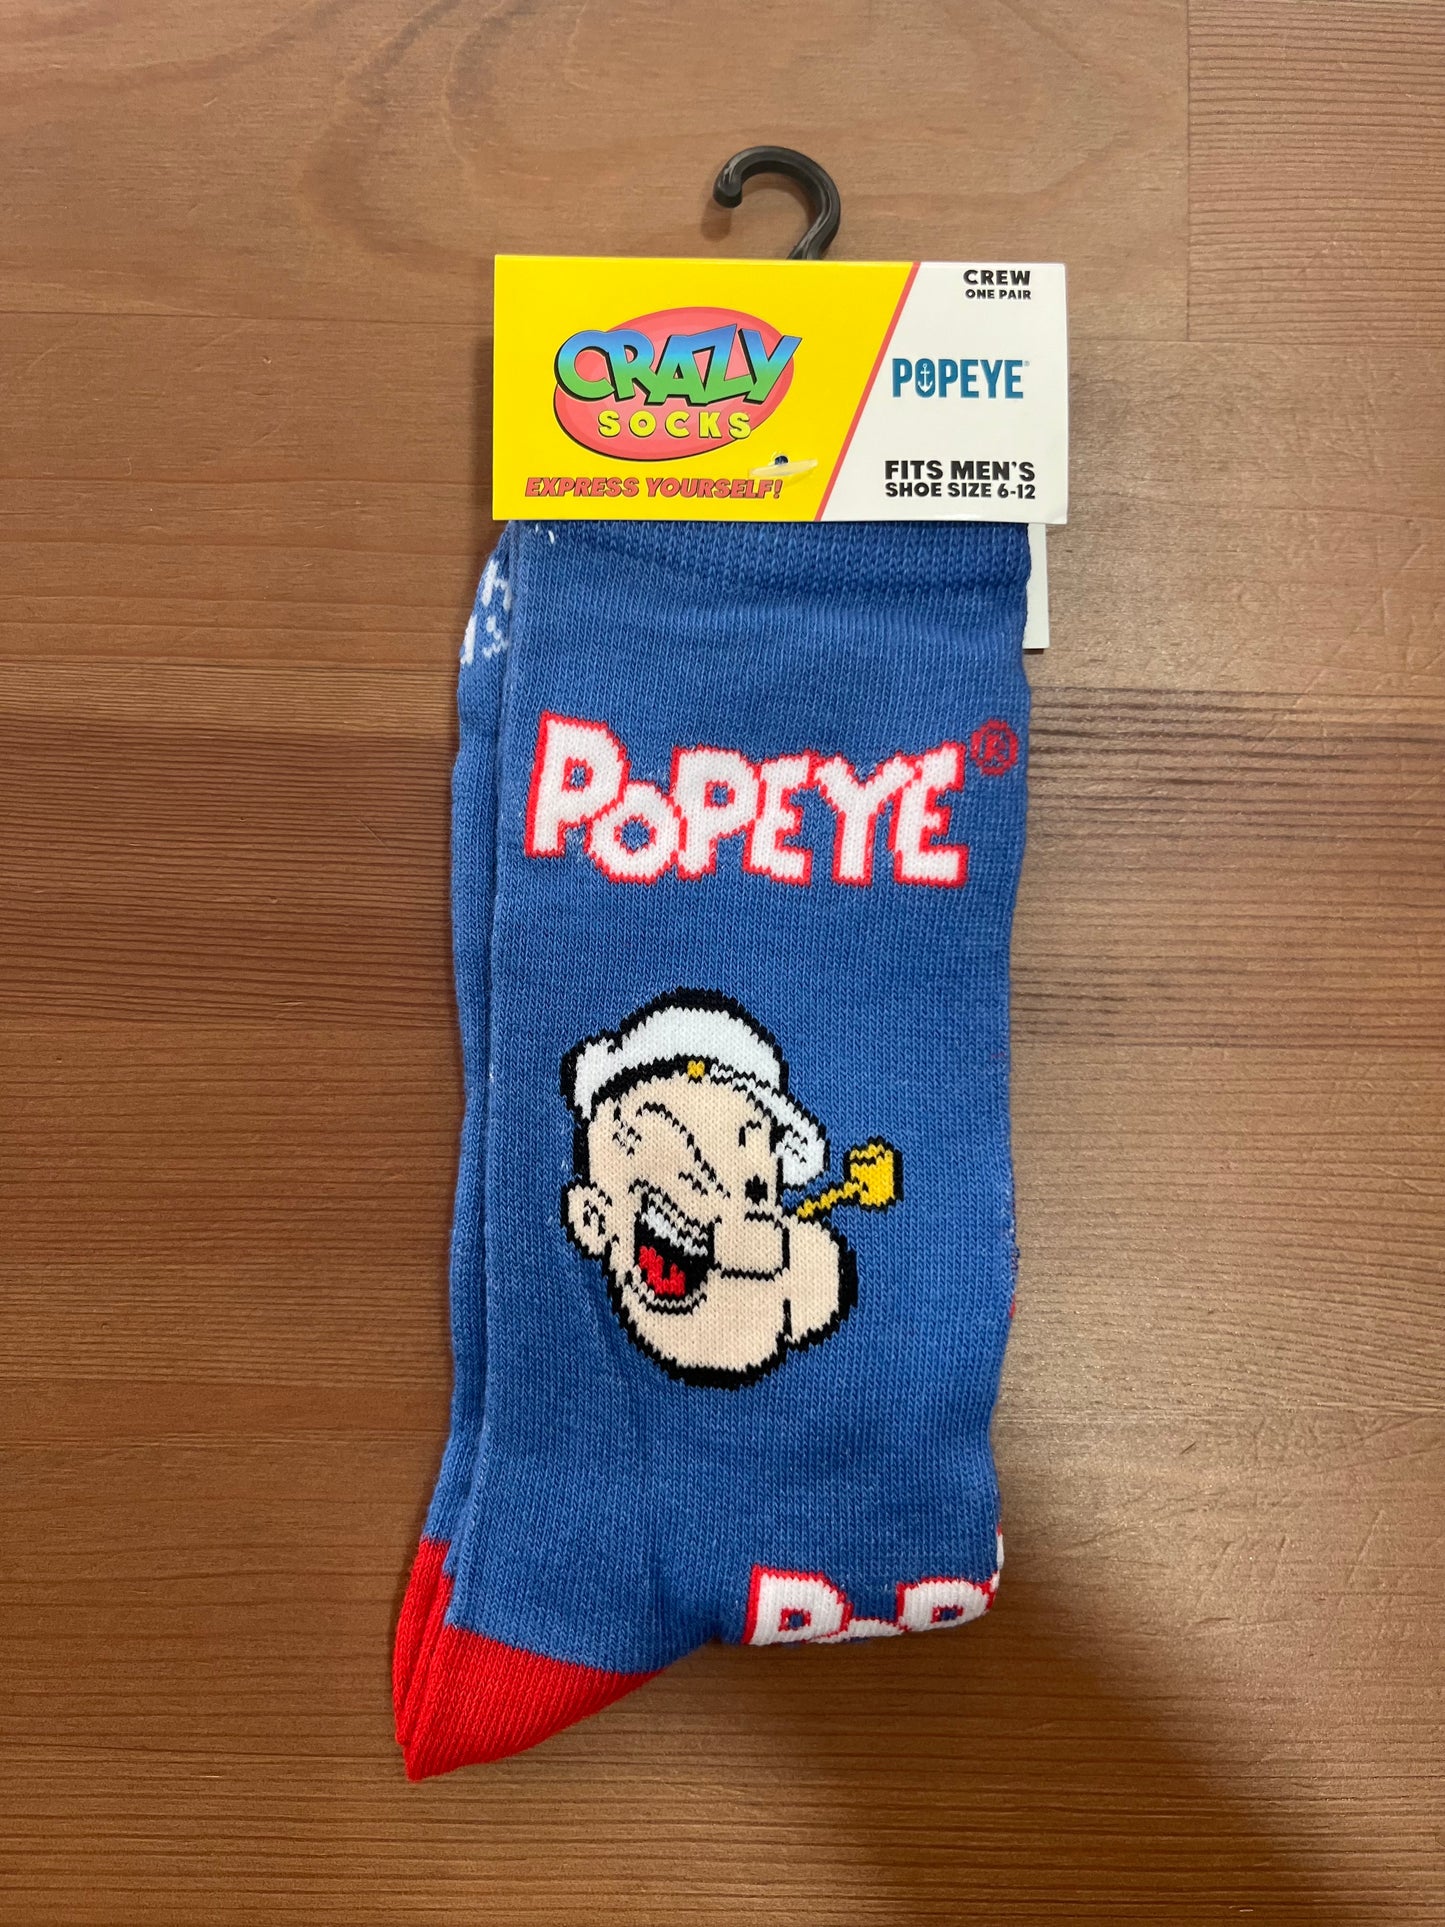 CREW
ONE PAIR
CRAZY
SOCKS
EXPRESS YOURSELF!
POPEYE®
FITS MEN'S
SHOE SIZE 6-12
POPEYE®